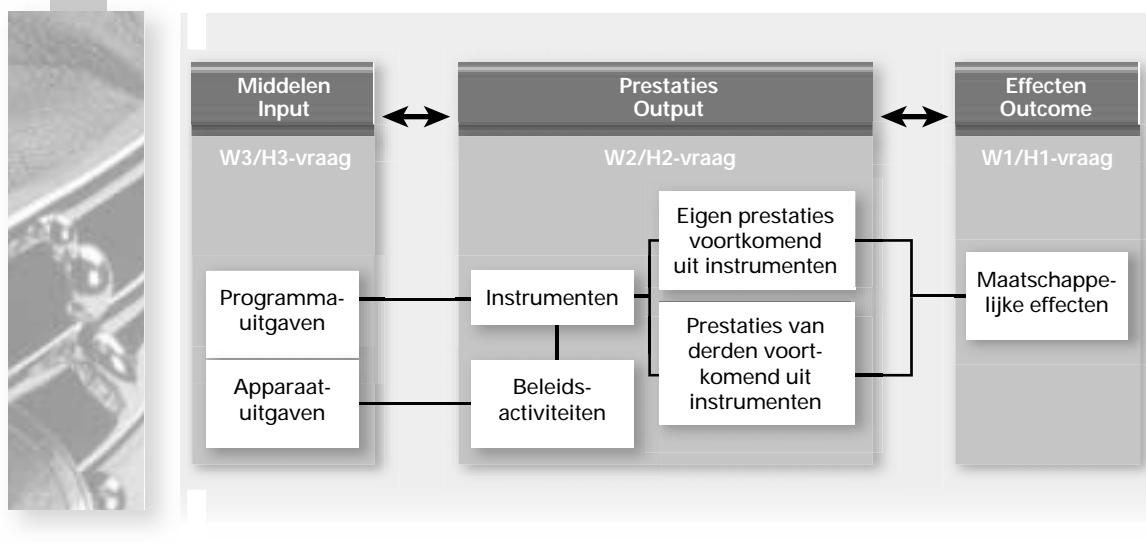 Middelen
Input
W3/H3-vraag
Programma-
uitgaven
Apparaat-
uitgaven
Prestaties
Output
W2/H2-vraag
Instrumenten
Beleids-
activiteiten
Eigen prestaties
voortkomend
uit instrumenten
Prestaties van
derden voort-
komend uit
instrumenten
Effecten
Outcome
W1/H1-vraag
Maatschappe-
lijke effecten